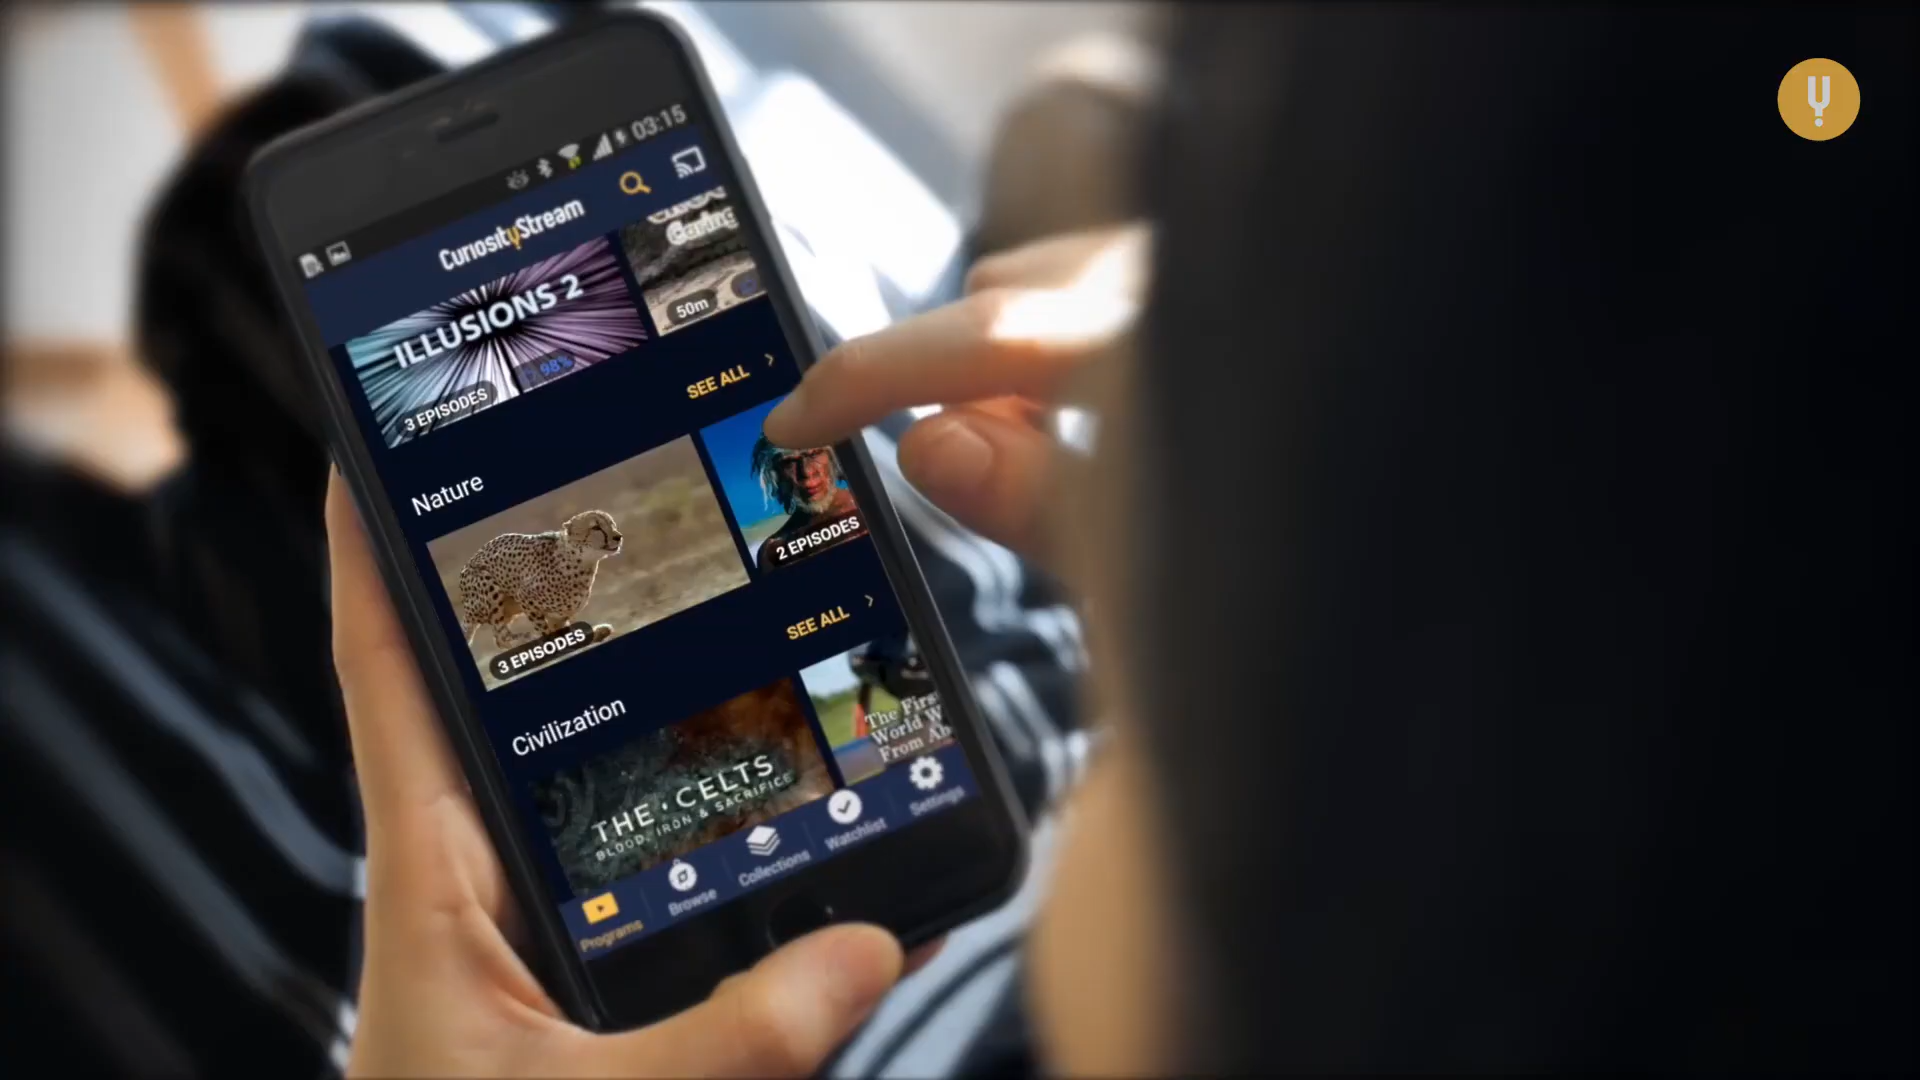 03:15
CuriosityStream
ILLUSIONS 2
3 EPISODES
98%
50m
SEE ALL
Nature
3 EPISODES
2 EPISODES
SEE ALL
Civilization
THE • CELTS
BLOOD, IRON & SACRIFICE
The First
World W
From Ab
Programs
Browse
Collections
Watchlist
Settings